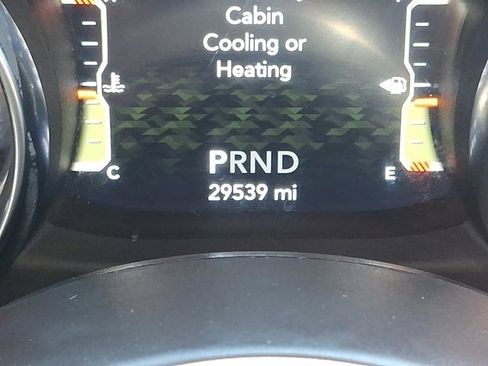 Cabin
Cooling or
Heating
PRND
C
E
29539 mi